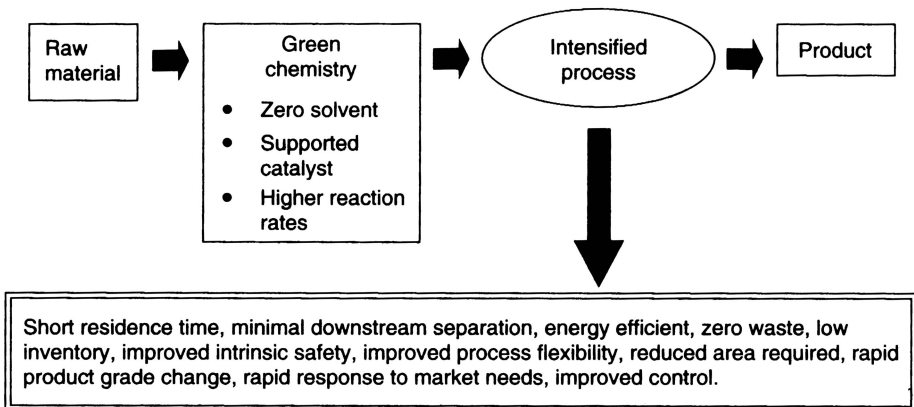 Raw
material
Green
chemistry
● Zero solvent
● Supported
catalyst
● Higher reaction
rates
Intensified
process
Product
Short residence time, minimal downstream separation, energy efficient, zero waste, low
inventory, improved intrinsic safety, improved process flexibility, reduced area required, rapid
product grade change, rapid response to market needs, improved control.